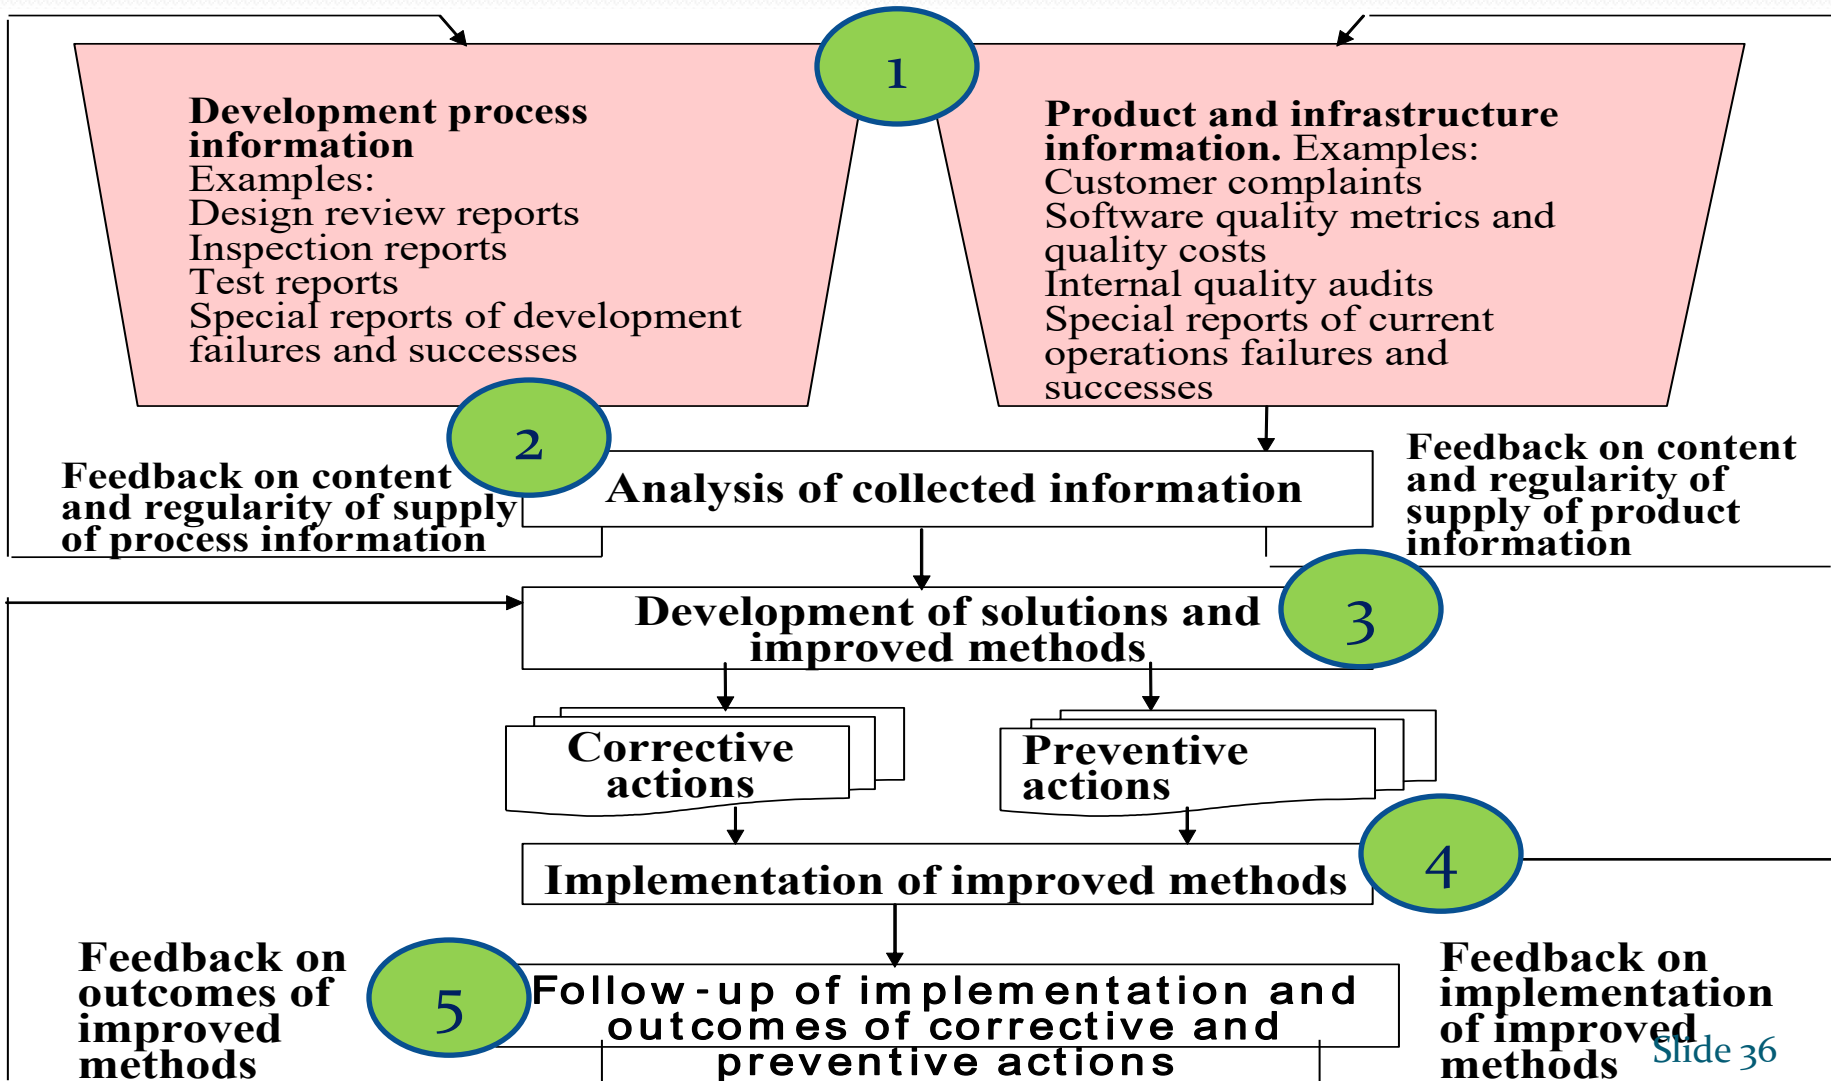 1
Development process
information
Examples:
Design review reports
Inspection reports
Test reports
Special reports of development
failures and successes
Product and infrastructure
information. Examples:
Customer complaints
Software quality metrics and
quality costs
Internal quality audits
Special reports of current
operations failures and
successes
2
Feedback on content
and regularity of supply
of process information
Analysis of collected information
Feedback on content
and regularity of
supply of product
information
Development of solutions and
improved methods
3
Corrective
actions
Preventive
actions
Implementation of improved methods
4
Feedback on
outcomes of
improved
methods
5
Follow-up of implementation and
outcomes of corrective and
preventive actions
Feedback on
implementation
of improved
methods
Slide 36